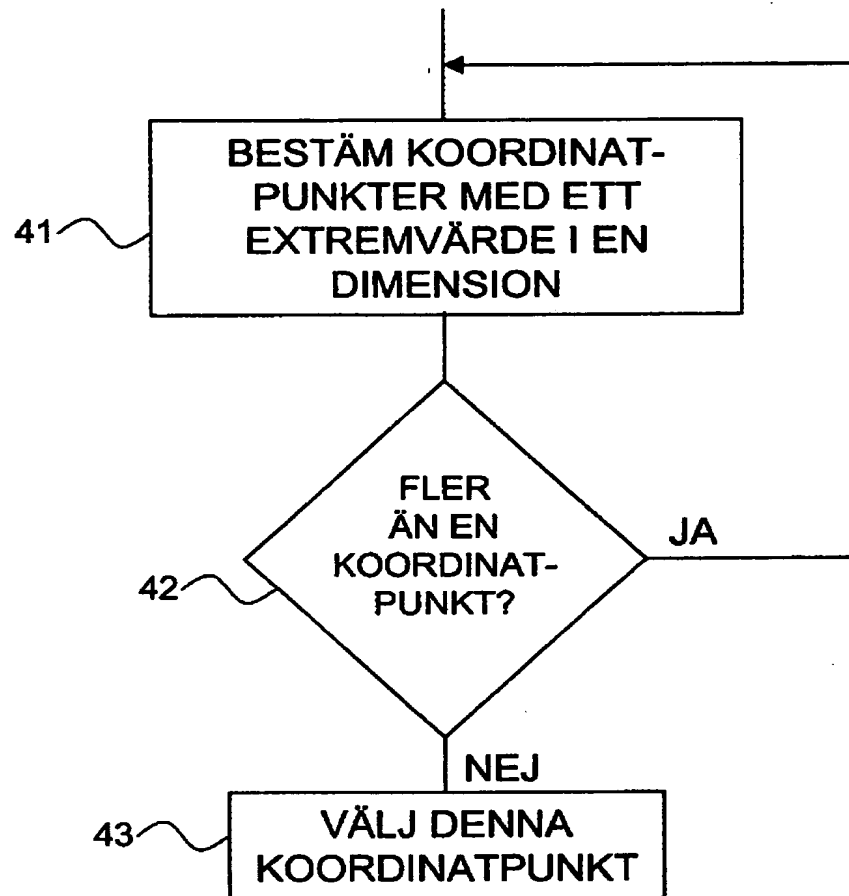 BESTÄM KOORDINAT-
PUNKTER MED ETT
EXTREMVÄRDE I EN
DIMENSION
41
FLER
ÄN EN
KOORDINAT-
PUNKT?
JA
42
NEJ
VÄLJ DENNA
KOORDINATPUNKT
43